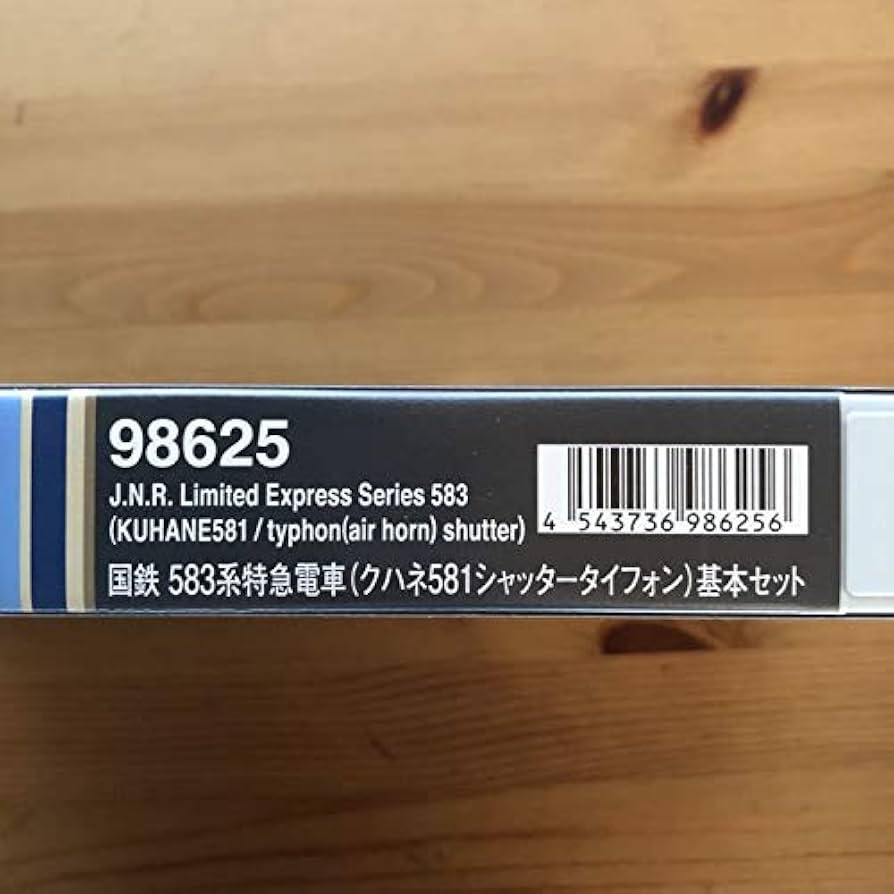 98625
J.N.R. Limited Express Series 583
(KUHANE581 / typhon(air horn) shutter)
4 543736 986256
国鉄 583系特急電車(クハネ581シャッタータイフォン)基本セット